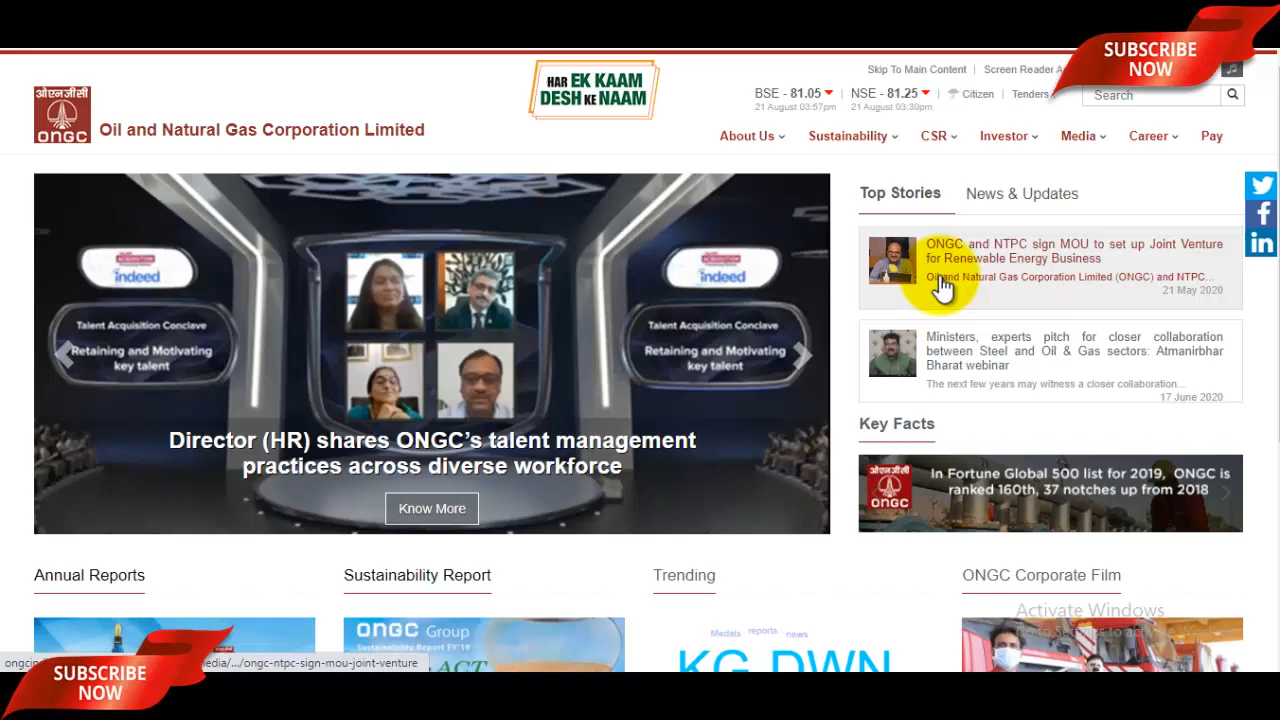 SUBSCRIBE
NOW
Skip To Main Content | Screen Reader
HAR EK KAAM
DESH KE NAAM
BSE - 81.05 | NSE - 81.25 | Citizen | Tenders
21 August 03:57pm 21 August 03:30pm
Search
ओएनजीसी
ONGC
Oil and Natural Gas Corporation Limited
About Us Sustainability CSR Investor Media Career Pay
Top Stories News & Updates
ONGC and NTPC sign MOU to set up Joint Venture
for Renewable Energy Business
Oil and Natural Gas Corporation Limited (ONGC) and NTPC...
21 May 2020
Ministers, experts pitch for closer collaboration
between Steel and Oil & Gas sectors: Atmanirbhar
Bharat webinar
The next few years may witness a closer collaboration...
17 June 2020
Key Facts
ओएनजीसी
ONGC
In Fortune Global 500 list for 2019, ONGC is
ranked 160th, 37 notches up from 2018
indeed
Talent Acquisition Conclave
Retaining and Motivating
key talent
indeed
Talent Acquisition Conclave
Retaining and Motivating
key talent
Director (HR) shares ONGC's talent management
practices across diverse workforce
Know More
Annual Reports Sustainability Report Trending ONGC Corporate Film
ONGC Group
Sustainability Report FY'19
Medals reports news
KG DWN
Activate Windows
media/.../ongc-ntpc-sign-mou-joint-venture
SUBSCRIBE
NOW